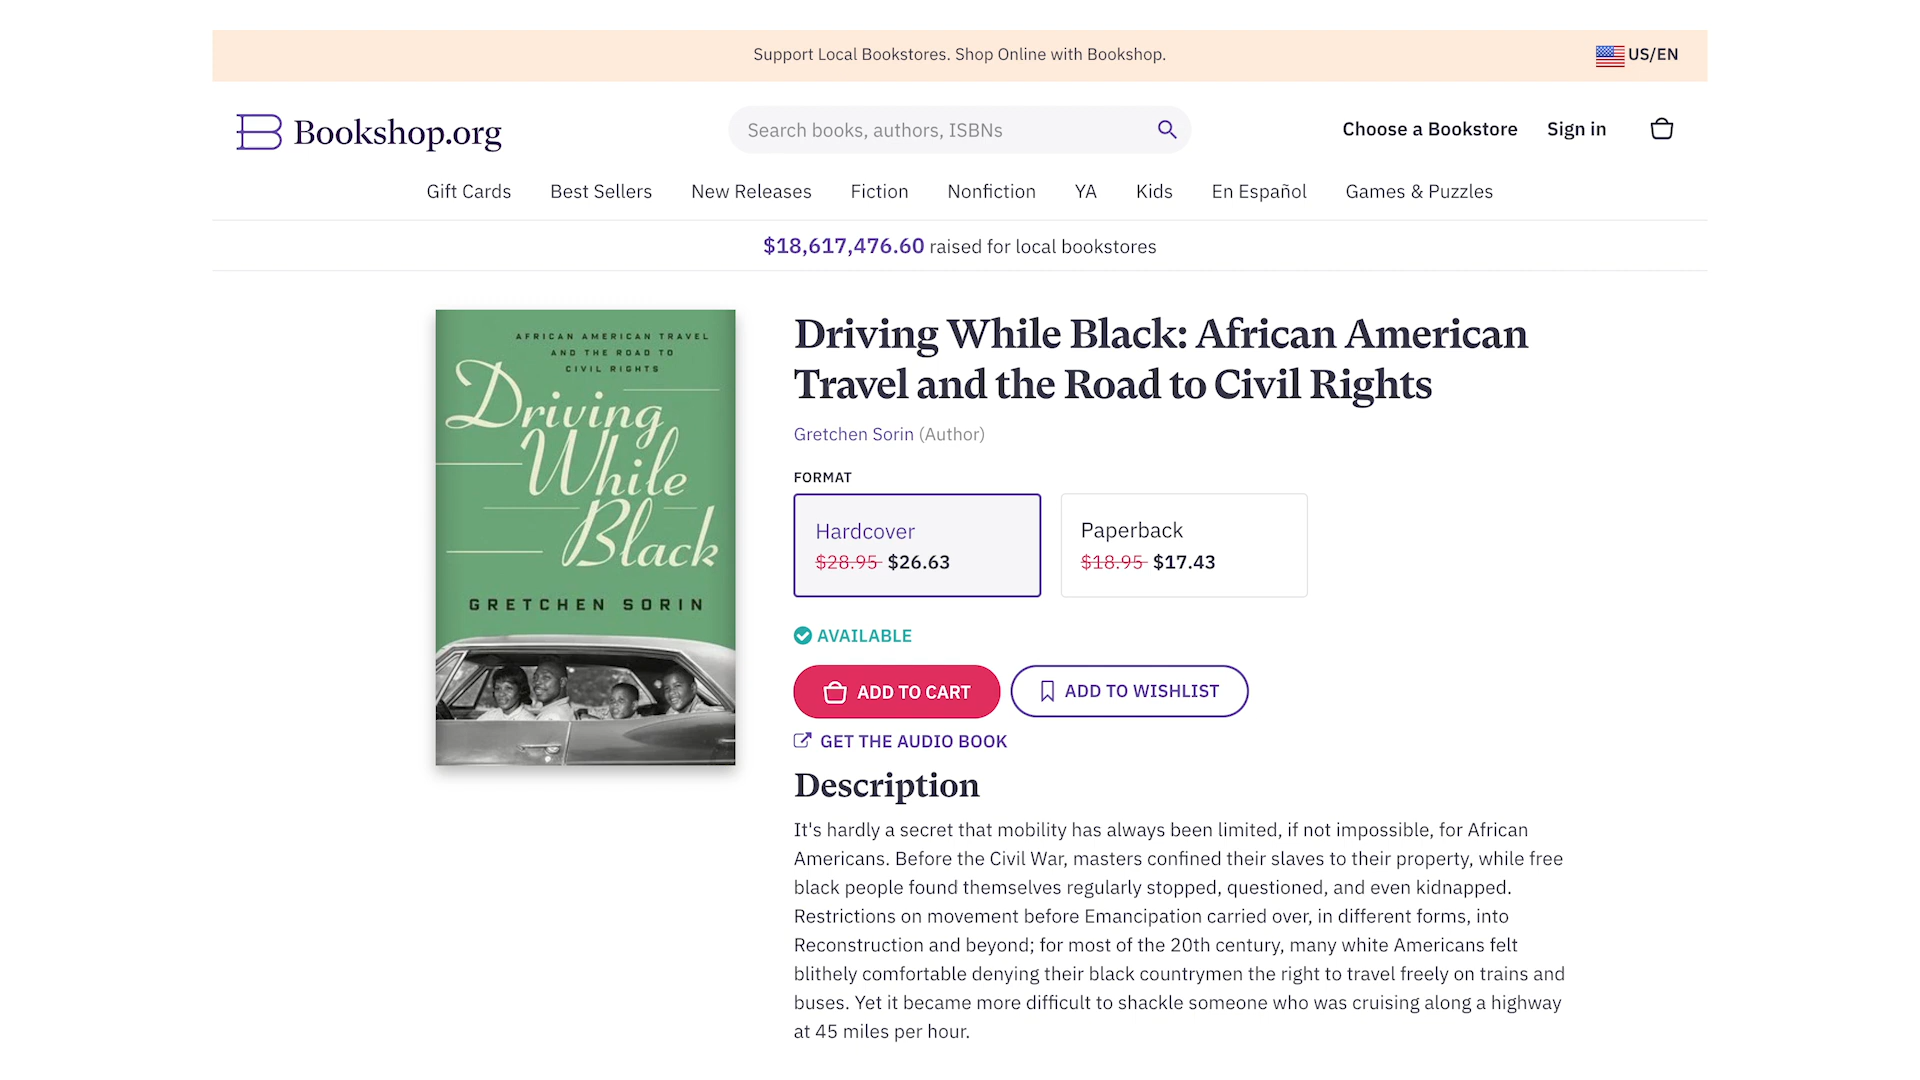 Support Local Bookstores. Shop Online with Bookshop.
US/EN
Bookshop.org
Search books, authors, ISBNs
Choose a Bookstore
Sign in
Gift Cards
Best Sellers
New Releases
Fiction
Nonfiction
YA
Kids
En Español
Games & Puzzles
$18,617,476.60 raised for local bookstores
AFRICAN AMERICAN TRAVEL
AND THE ROAD TO
CIVIL RIGHTS
Driving
While
Black
GRETCHEN SORIN
Driving While Black: African American
Travel and the Road to Civil Rights
Gretchen Sorin (Author)
FORMAT
Hardcover
$28.95 $26.63
Paperback
$18.95 $17.43
AVAILABLE
ADD TO CART
ADD TO WISHLIST
GET THE AUDIO BOOK
Description
It's hardly a secret that mobility has always been limited, if not impossible, for African
Americans. Before the Civil War, masters confined their slaves to their property, while free
black people found themselves regularly stopped, questioned, and even kidnapped.
Restrictions on movement before Emancipation carried over, in different forms, into
Reconstruction and beyond; for most of the 20th century, many white Americans felt
blithely comfortable denying their black countrymen the right to travel freely on trains and
buses. Yet it became more difficult to shackle someone who was cruising along a highway
at 45 miles per hour.